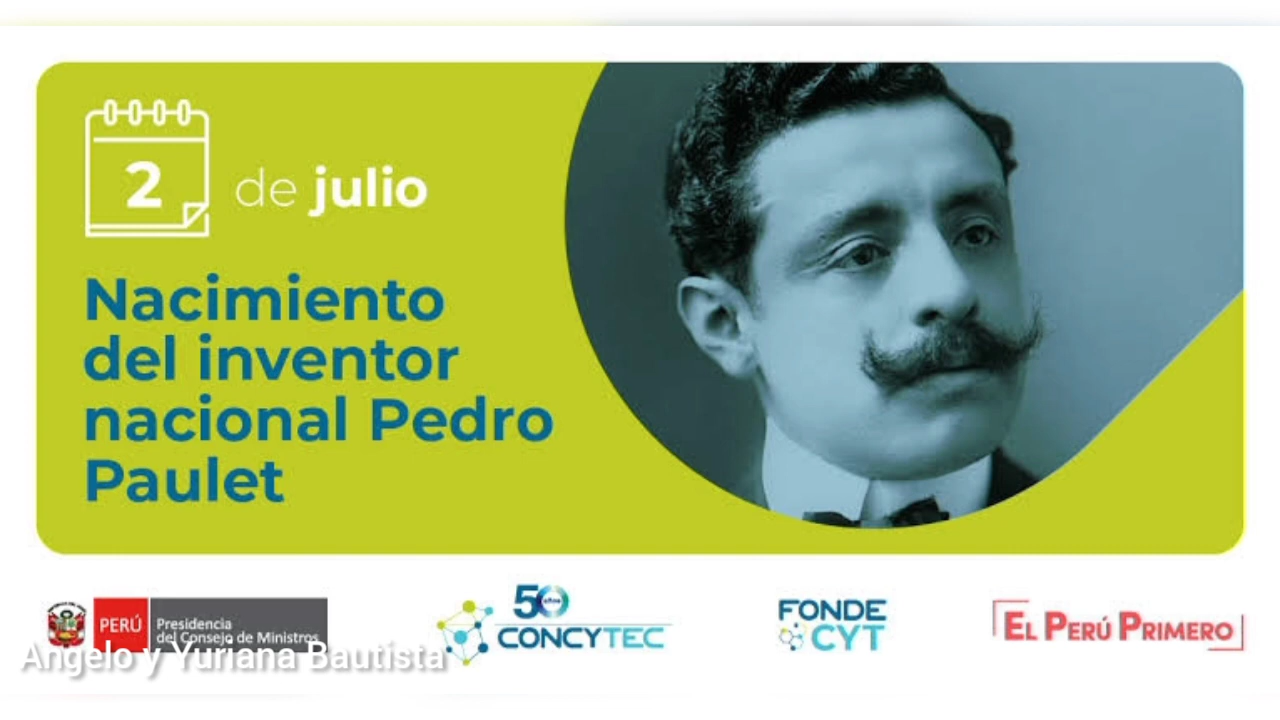 2
de julio
Nacimiento
del inventor
nacional Pedro
Paulet
PERÚ
Presidencia
del Consejo de Ministros
50 años
CONCYTEC
FONDE
CYT
EL PERÚ PRIMERO
Angelo y Yuriana Bautista